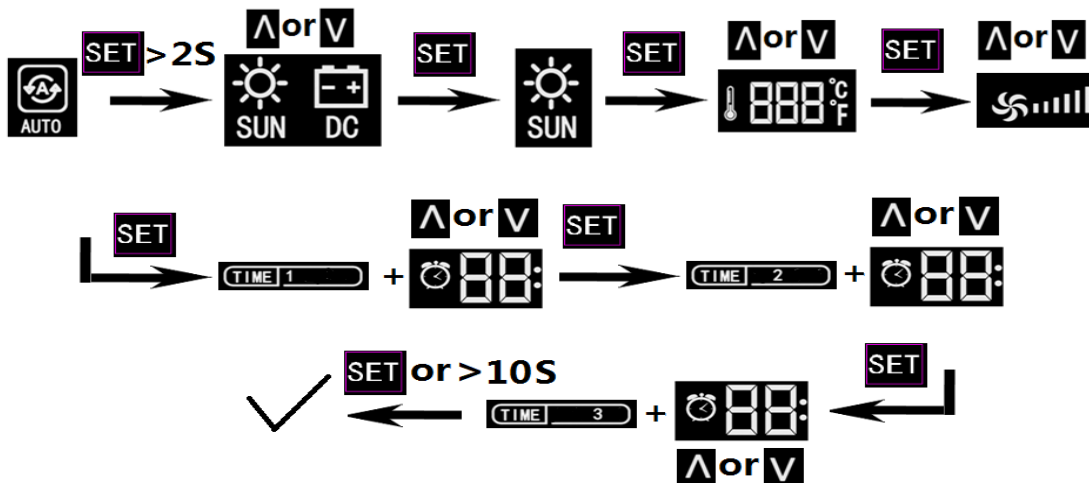 Λ or V
Λ or V
Λ or V
SET >2S
SET
SET
SET
AUTO
SUN
- +
DC
SUN
888 °C °F
SET
Λ or V
SET
Λ or V
TIME 1
+
88:
TIME 2
+
88:
SET or >10S
SET
TIME 3
+
88:
Λ or V